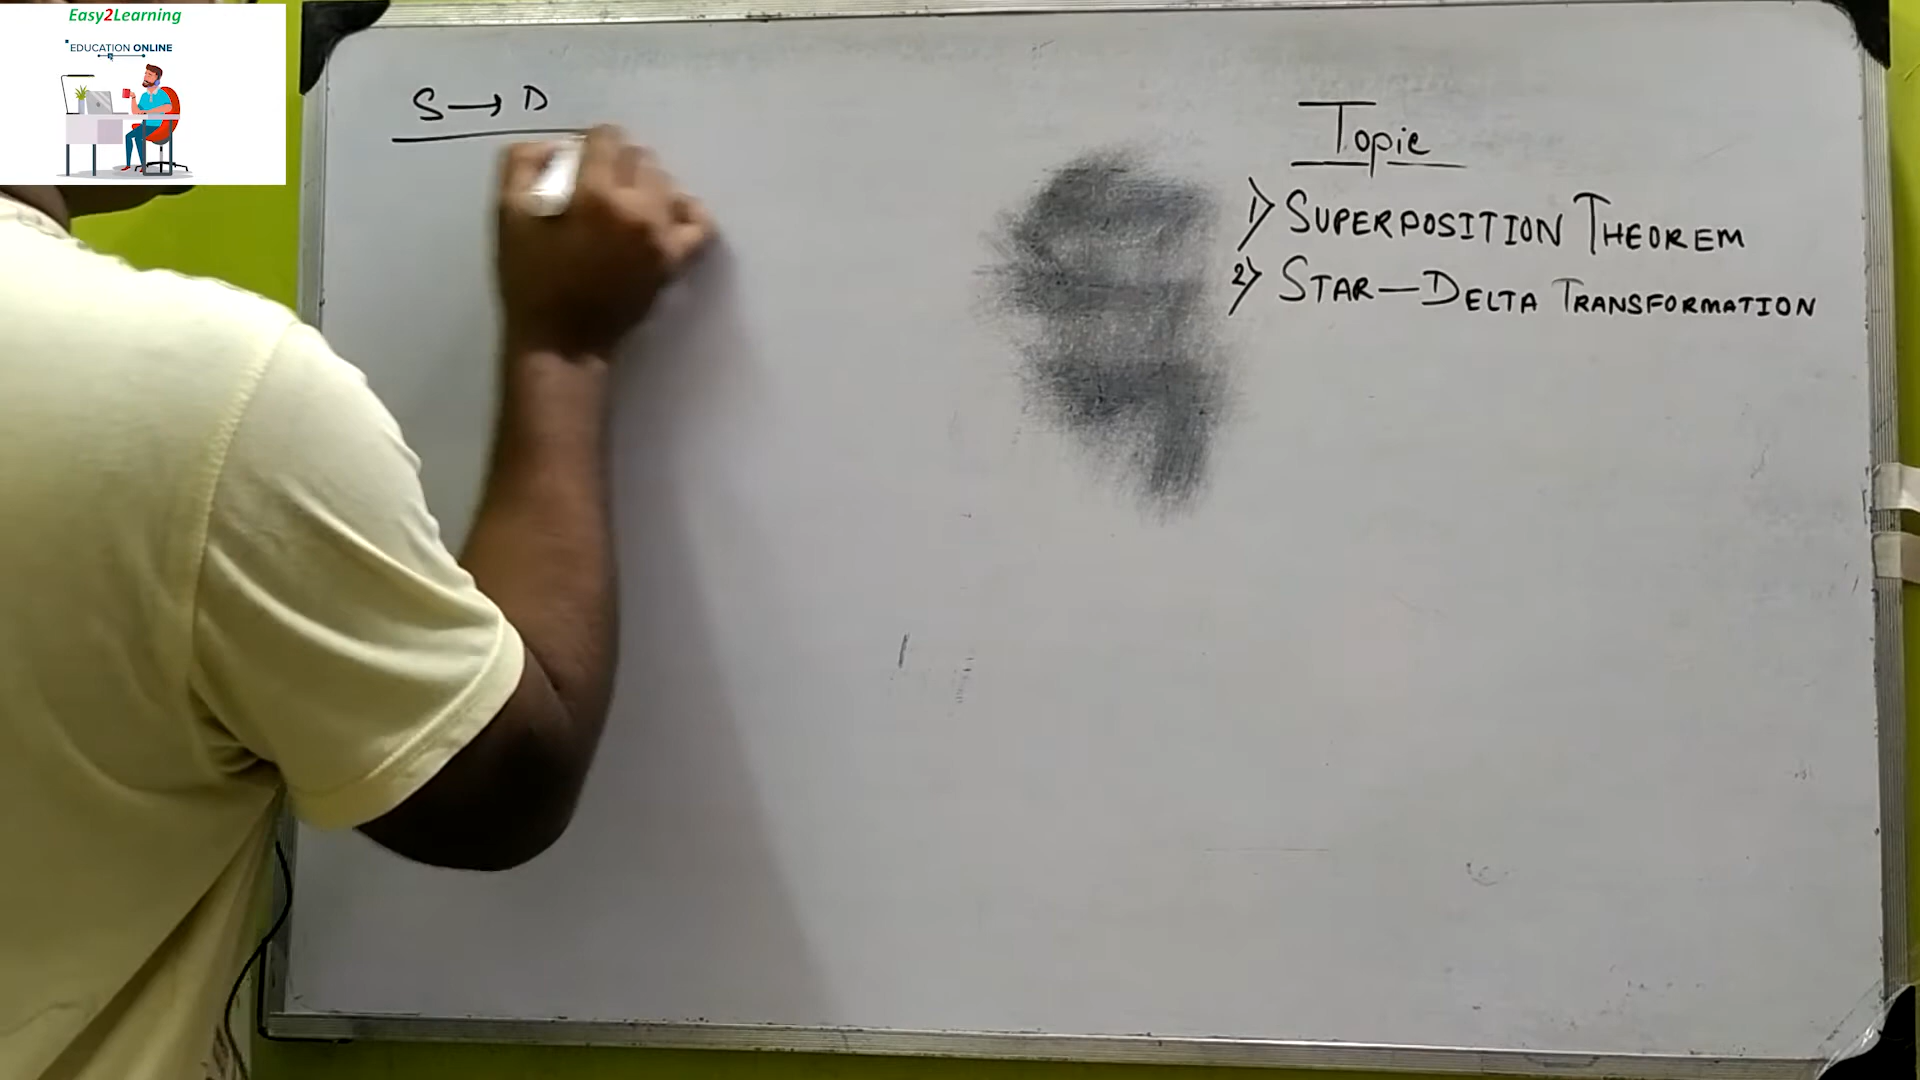 Easy2Learning
EDUCATION ONLINE
S → D
Topic
1) SUPERPOSITION THEOREM
2) STAR-DELTA TRANSFORMATION